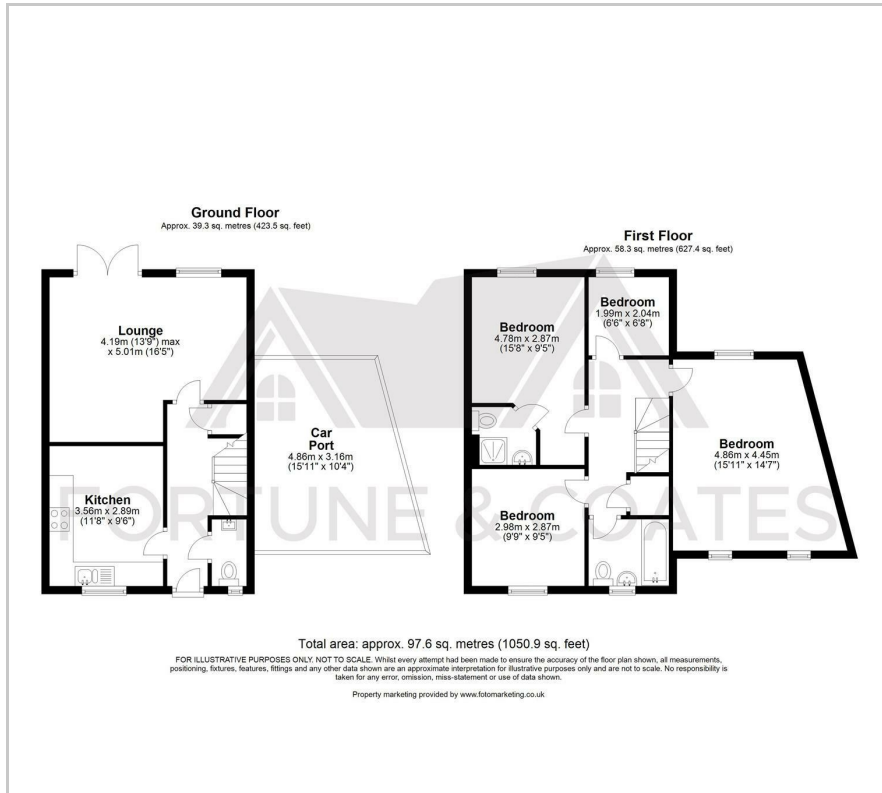 Ground Floor
Approx. 39.3 sq. metres (423.5 sq. feet)
Lounge
4.19m (13'9") max
x 5.01m (16'5")
Kitchen
3.56m x 2.89m
(11'8" x 9'6")
Car
Port
4.86m x 3.16m
(15'11" x 10'4")
First Floor
Approx. 58.3 sq. metres (627.4 sq. feet)
Bedroom
4.78m x 2.87m
(15'8" x 9'5")
Bedroom
1.99m x 2.04m
(6'6" x 6'8")
Bedroom
4.86m x 4.45m
(15'11" x 14'7")
Bedroom
2.98m x 2.87m
(9'9" x 9'5")
FORTUNE & COATES
Total area: approx. 97.6 sq. metres (1050.9 sq. feet)
FOR ILLUSTRATIVE PURPOSES ONLY. NOT TO SCALE. Whilst every attempt had been made to ensure the accuracy of the floor plan shown, all measurements,
positioning, fixtures, features, fittings and any other data shown are an approximate interpretation for illustrative purposes only and are not to scale. No responsibility is
taken for any error, omission, miss-statement or use of data shown.
Property marketing provided by www.fotomarketing.co.uk